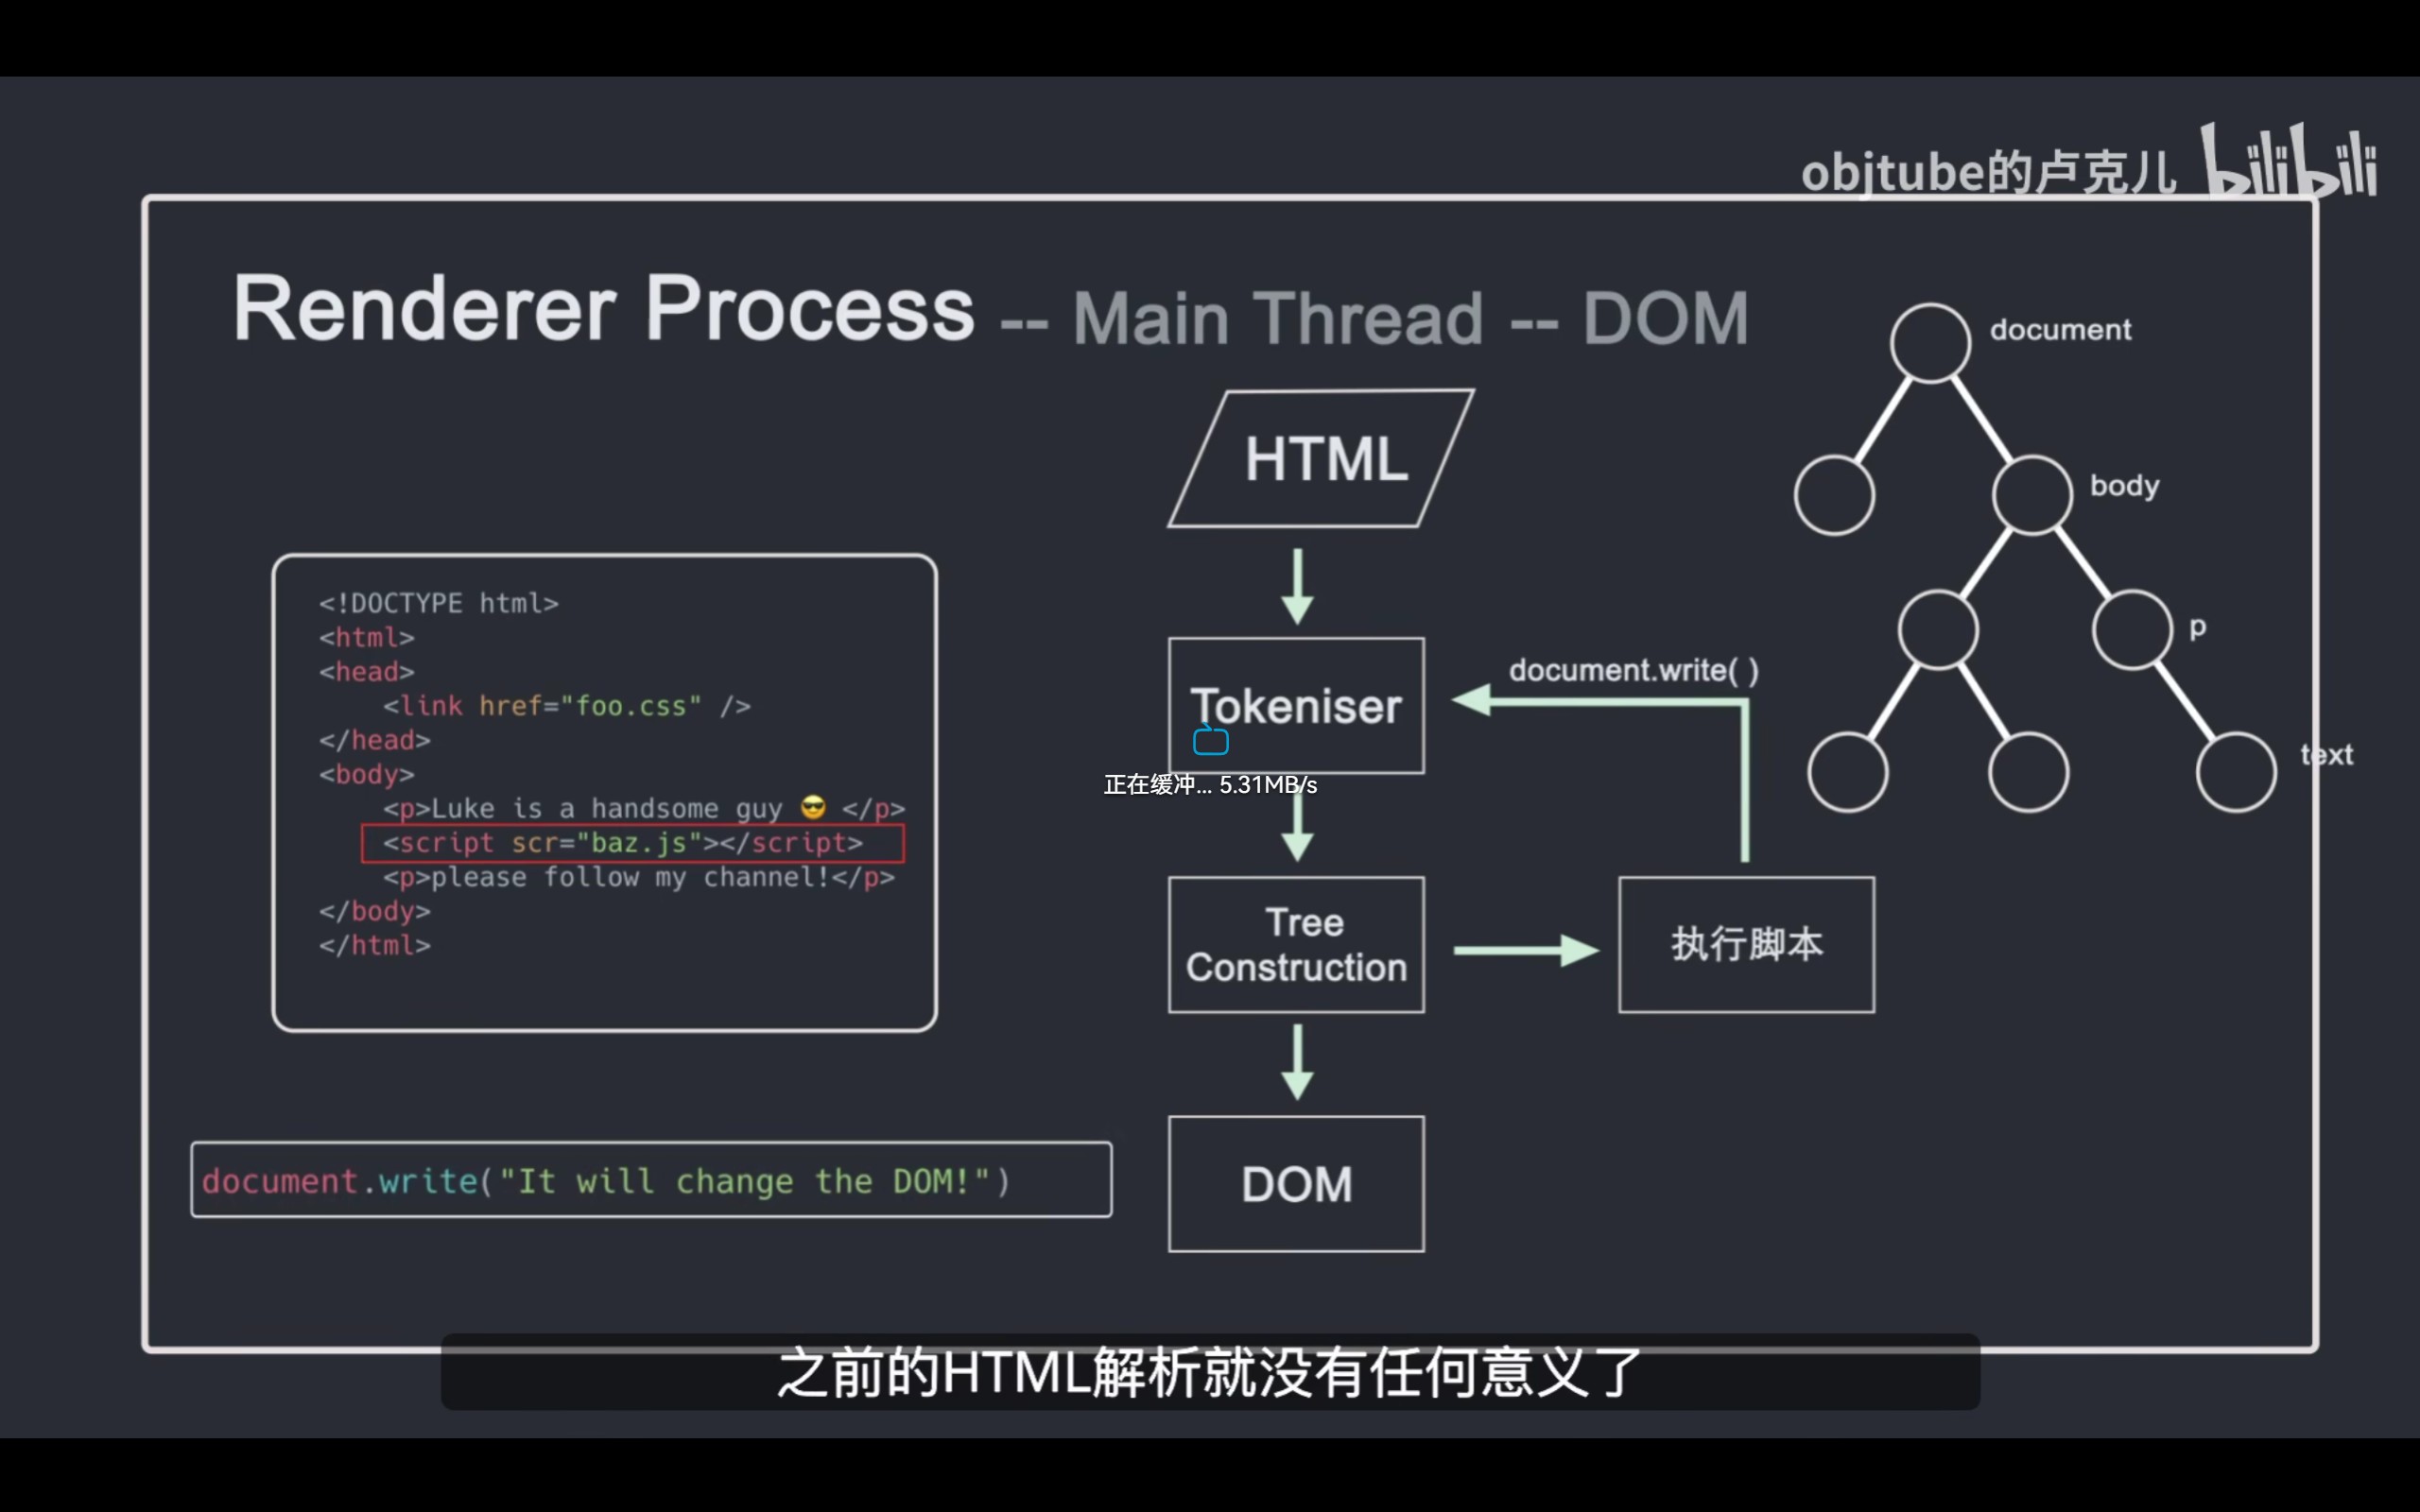 objtube的卢克儿 bilibili
Renderer Process -- Main Thread -- DOM
document
body
p
text
HTML
Tokeniser
document.write( )
正在缓冲... 5.31MB/s
Tree
Construction
执行脚本
DOM
<!DOCTYPE html>
<html>
<head>
<link href="foo.css" />
</head>
<body>
<p>Luke is a handsome guy 😎 </p>
<script scr="baz.js"></script>
<p>please follow my channel!</p>
</body>
</html>
document.write("It will change the DOM!")
之前的HTML解析就没有任何意义了